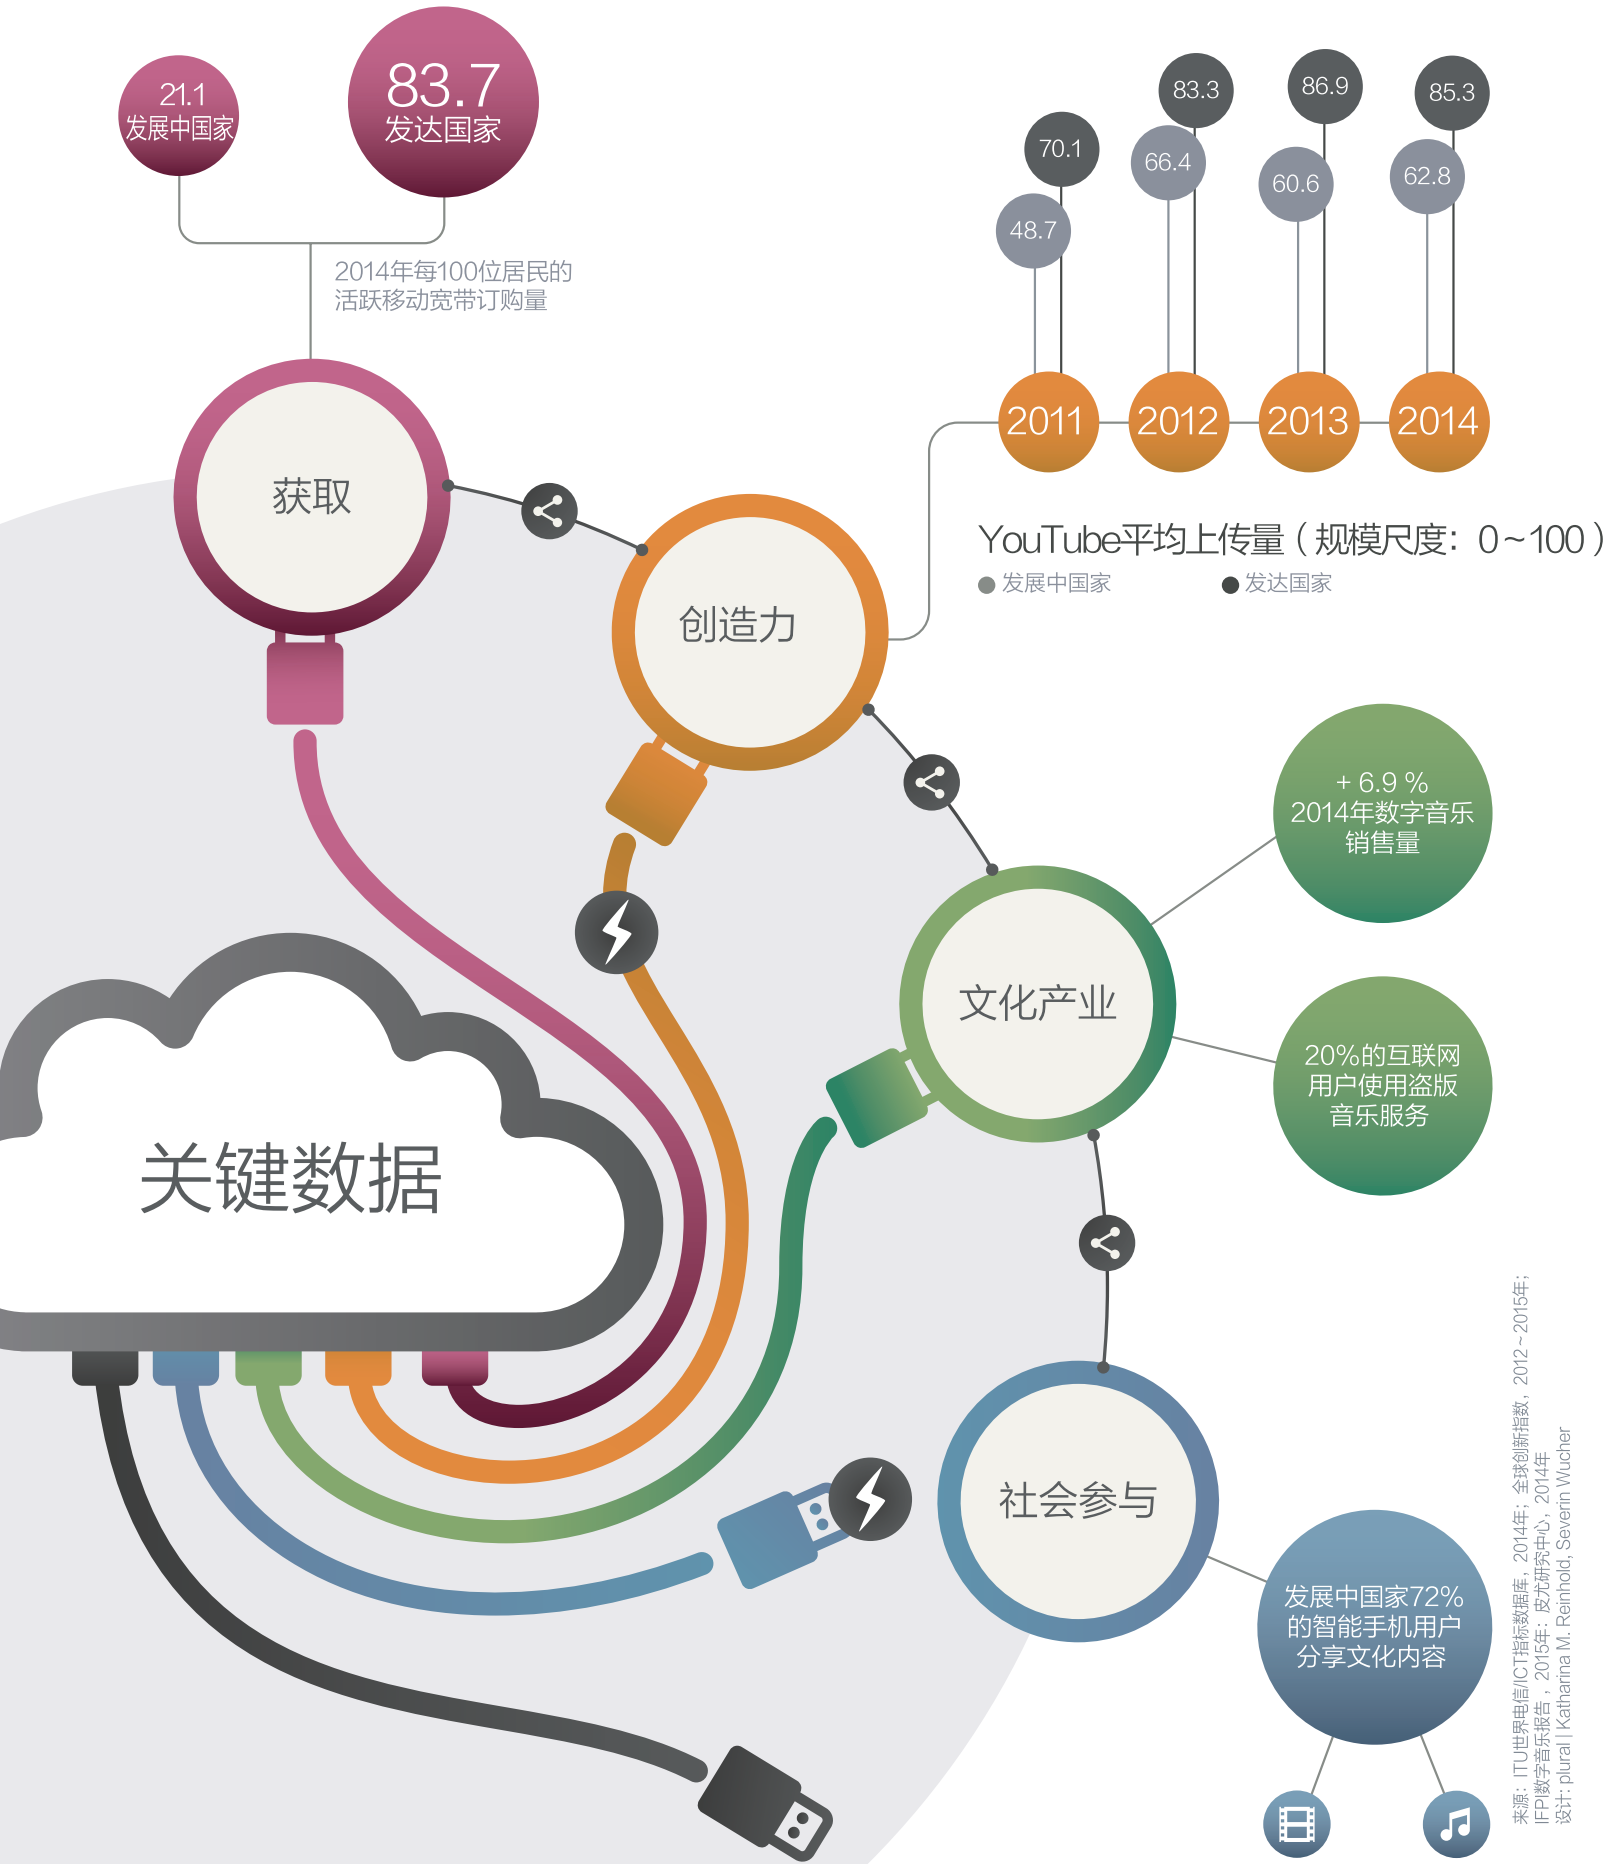 21.1
发展中国家
83.7
发达国家
2014年每100位居民的
活跃移动宽带订购量
获取
70.1
48.7
83.3
66.4
86.9
60.6
85.3
62.8
2011
2012
2013
2014
YouTube平均上传量（规模尺度：0~100）
发展中国家
发达国家
创造力
+ 6.9 %
2014年数字音乐
销售量
文化产业
20%的互联网
用户使用盗版
音乐服务
关键数据
社会参与
发展中国家72%
的智能手机用户
分享文化内容
来源：ITU世界电信/ICT指标数据库，2014年；全球创新指数，2012~2015年；
IFPI数字音乐报告，2015年：皮尤研究中心，2014年
设计: plural | Katharina M. Reinhold, Severin Wucher